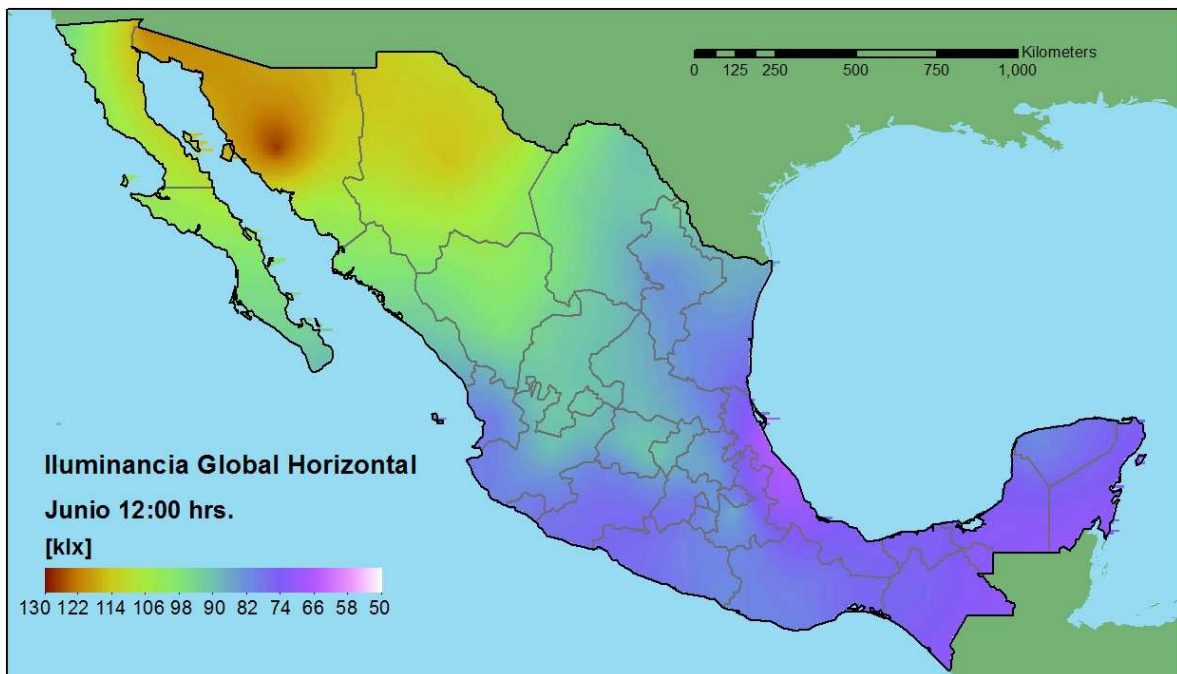 Kilometers
0 125 250 500 750 1,000
Iluminancia Global Horizontal
Junio 12:00 hrs.
[klx]
130 122 114 106 98 90 82 74 66 58 50